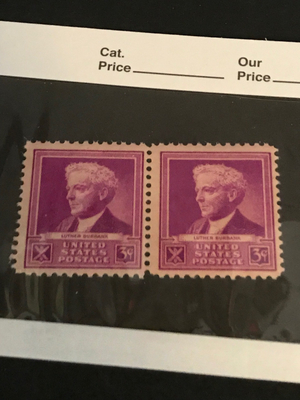 Cat.
Price
Our
Price
LUTHER BURBANK
UNITED
STATES
POSTAGE
3¢
LUTHER BURBANK
UNITED
STATES
POSTAGE
3¢